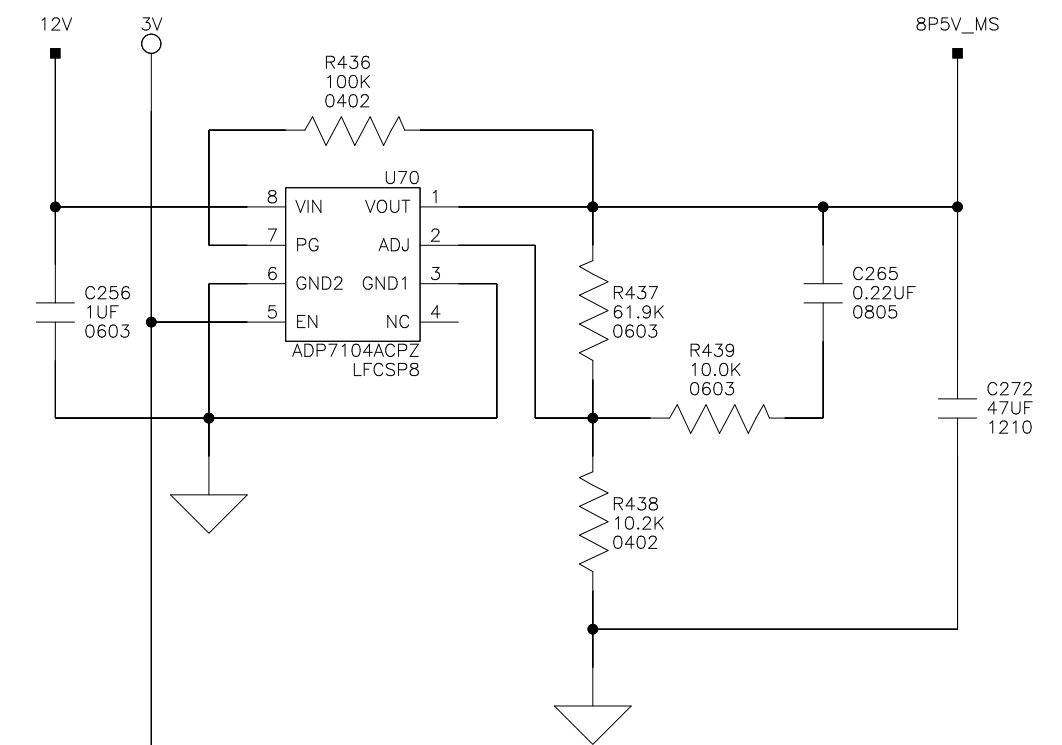 12V
3V
8P5V_MS
R436
100K
0402
U70
8
VIN
VOUT
1
7
PG
ADJ
2
6
GND2
GND1
3
5
EN
NC
4
ADP7104ACPZ
LFCSP8
C256
1UF
0603
R437
61.9K
0603
C265
0.22UF
0805
R439
10.0K
0603
C272
47UF
1210
R438
10.2K
0402